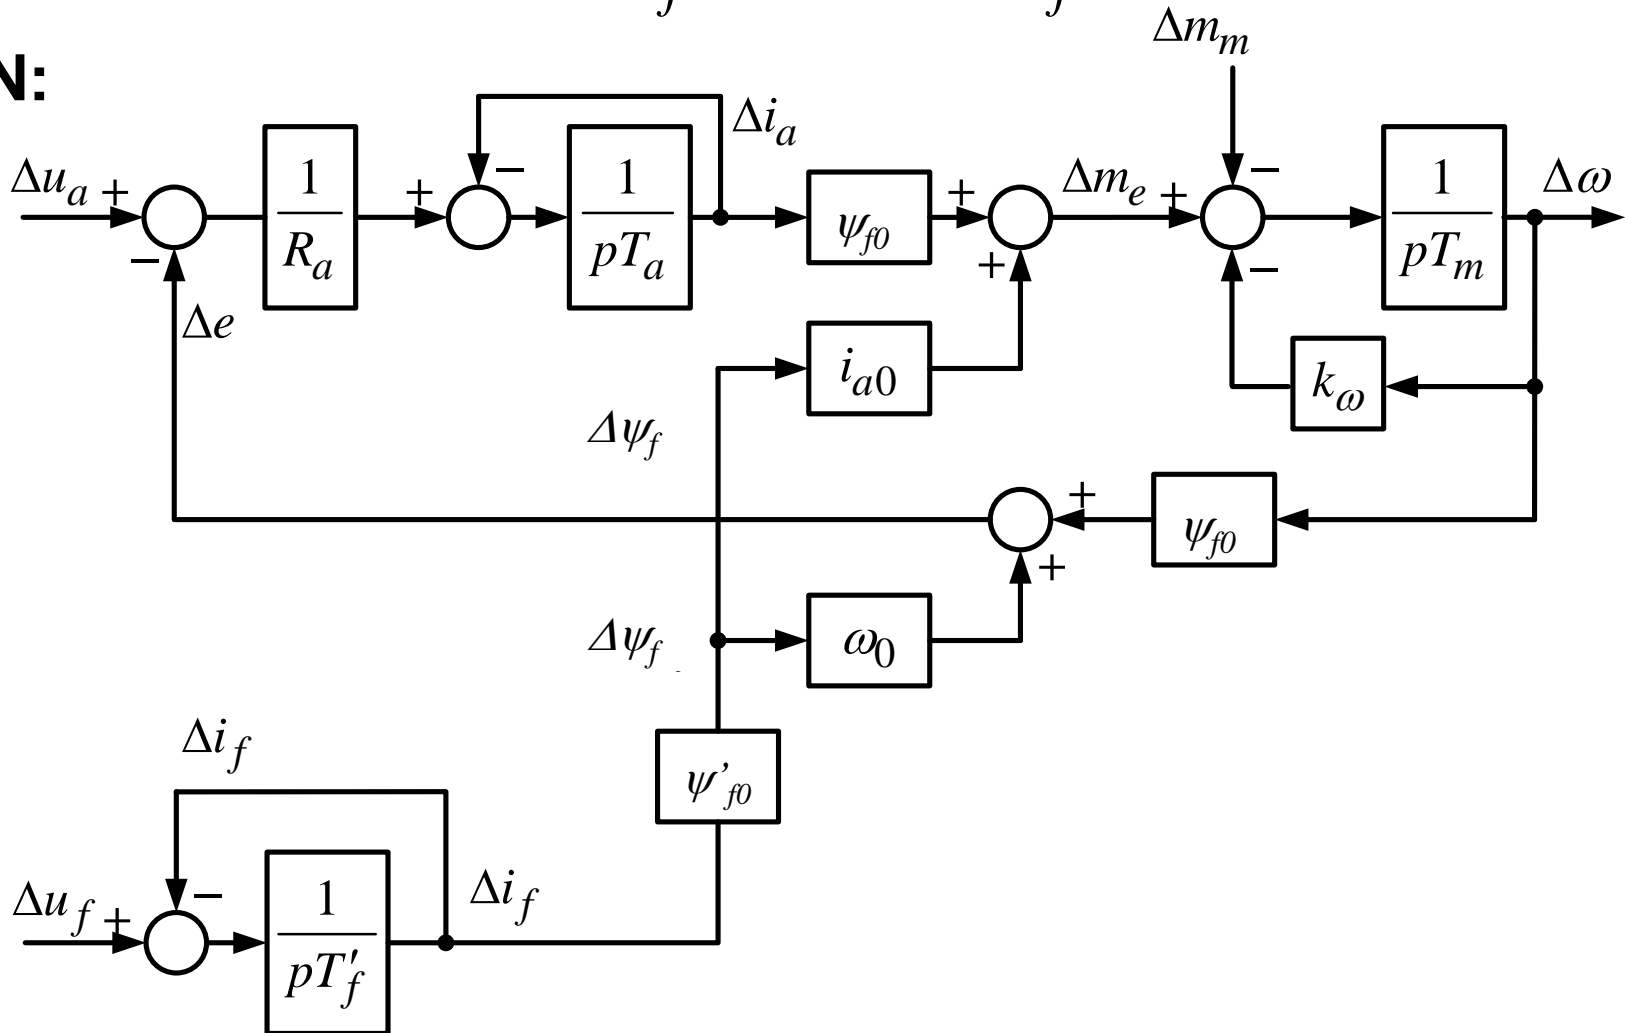 f f
Δm_m
N:
Δi_a
Δu_a + 1 R_a + − 1 pT_a ψ_f0 + Δm_e + − 1 pT_m Δω
− + −
Δe i_a0 k_ω
Δψ_f
+ ψ_f0
+
Δψ_f ω_0
Δi_f
ψ’_f0
Δu_f + − 1 pT′_f Δi_f